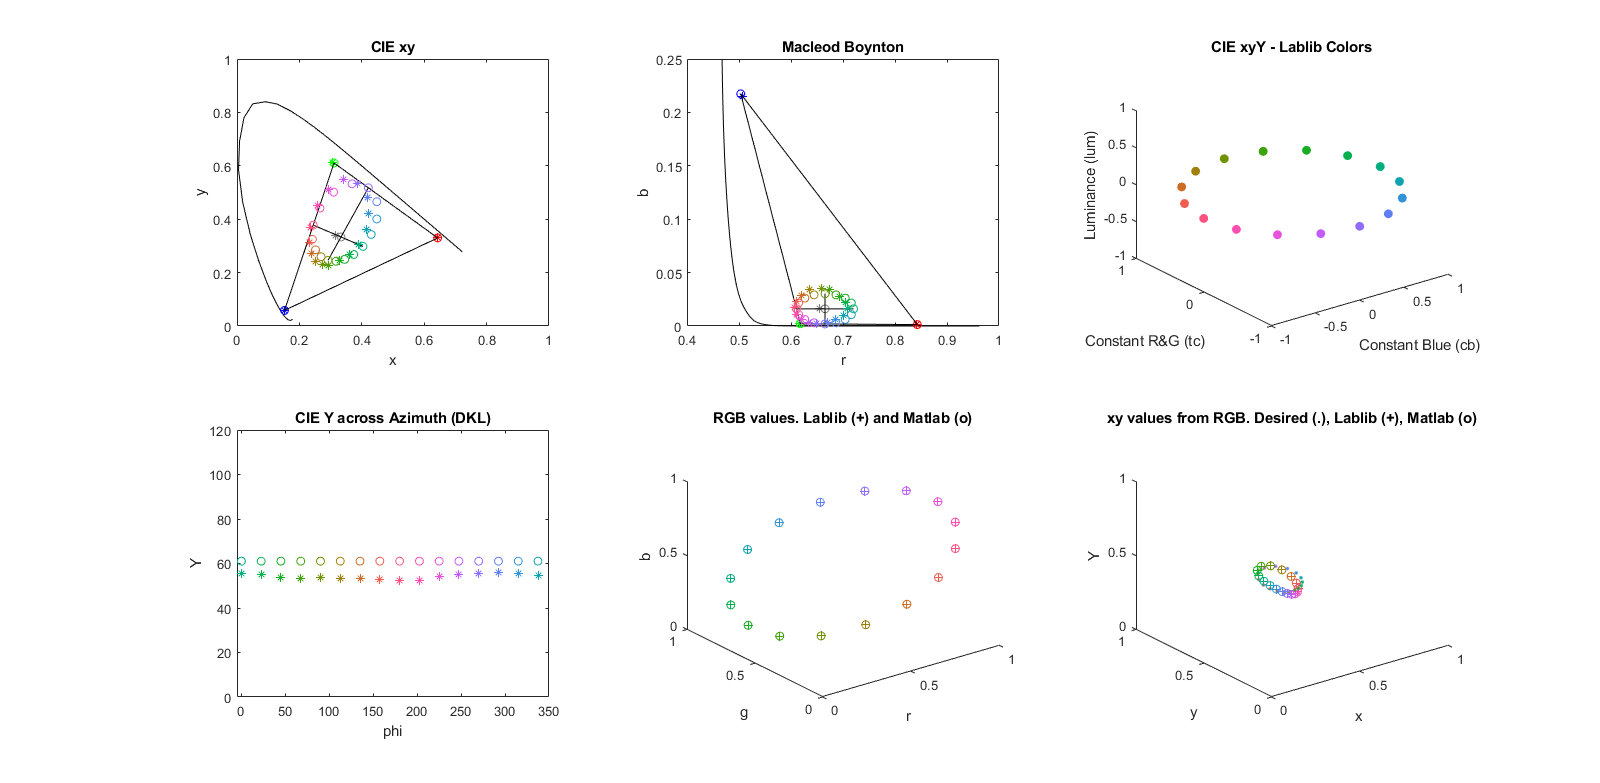 CIE xy
1
0.8
0.6
0.4
0.2
0
y
0 0.2 0.4 0.6 0.8 1
x
Macleod Boynton
0.25
0.2
0.15
0.1
0.05
0
b
0.4 0.5 0.6 0.7 0.8 0.9 1
r
CIE xyY - Lablib Colors
1
0.5
0
-0.5
-1
Luminance (lum)
1
0
-1
Constant R&G (tc)
-1
-0.5
0
0.5
1
Constant Blue (cb)
CIE Y across Azimuth (DKL)
120
100
80
60
40
20
0
Y
0 50 100 150 200 250 300 350
phi
RGB values. Lablib (+) and Matlab (o)
1
0.5
0
b
1
0.5
0
g
0
0.5
1
r
xy values from RGB. Desired (.), Lablib (+), Matlab (o)
1
0.5
0
Y
1
0.5
0
y
0
0.5
1
x